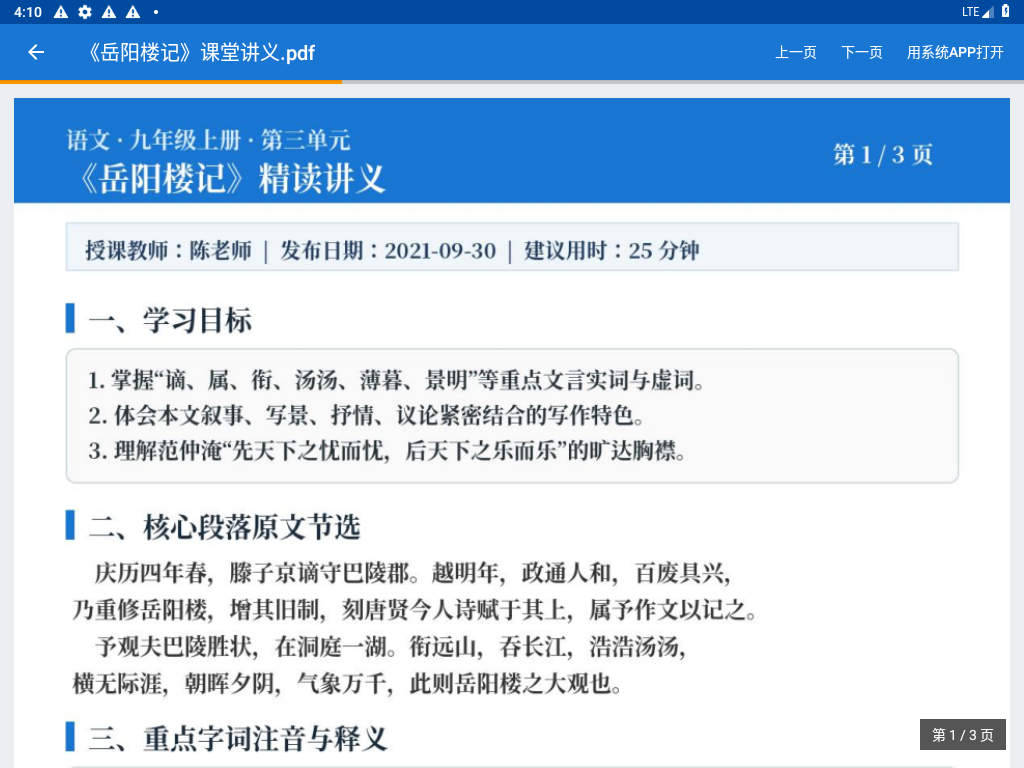 4:10
LTE
《岳阳楼记》课堂讲义.pdf
上一页
下一页
用系统APP打开
语文 · 九年级上册 · 第三单元
《岳阳楼记》精读讲义
第 1 / 3 页
授课教师：陈老师 | 发布日期：2021-09-30 | 建议用时：25 分钟
一、学习目标
1. 掌握“谪、属、衔、汤汤、薄暮、景明”等重点文言实词与虚词。
2. 体会本文叙事、写景、抒情、议论紧密结合的写作特色。
3. 理解范仲淹“先天下之忧而忧，后天下之乐而乐”的旷达胸襟。
二、核心段落原文节选
庆历四年春，滕子京谪守巴陵郡。越明年，政通人和，百废具兴，
乃重修岳阳楼，增其旧制，刻唐贤今人诗赋于其上，属予作文以记之。
予观夫巴陵胜状，在洞庭一湖。衔远山，吞长江，浩浩汤汤，
横无际涯，朝晖夕阴，气象万千，此则岳阳楼之大观也。
三、重点字词注音与释义
第 1 / 3 页